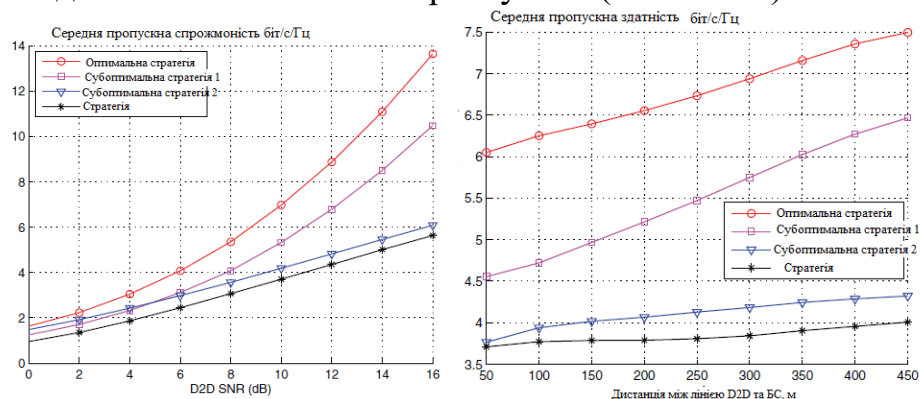 Середня пропускна спрожмоність біт/с/Гц
14
12
10
8
6
4
2
0
Оптимальна стратегія
Субоптимальна стратегія 1
Субоптимальна стратегія 2
Стратегія
0 2 4 6 8 10 12 14 16
D2D SNR (dB)
Середня пропускна здатність біт/с/Гц
7.5
7
6.5
6
5.5
5
4.5
4
3.5
Оптимальна стратегія
Субоптимальна стратегія 1
Субоптимальна стратегія 2
Стратегія
50 100 150 200 250 300 350 400 450
Дистанція між лінією D2D та БС, м